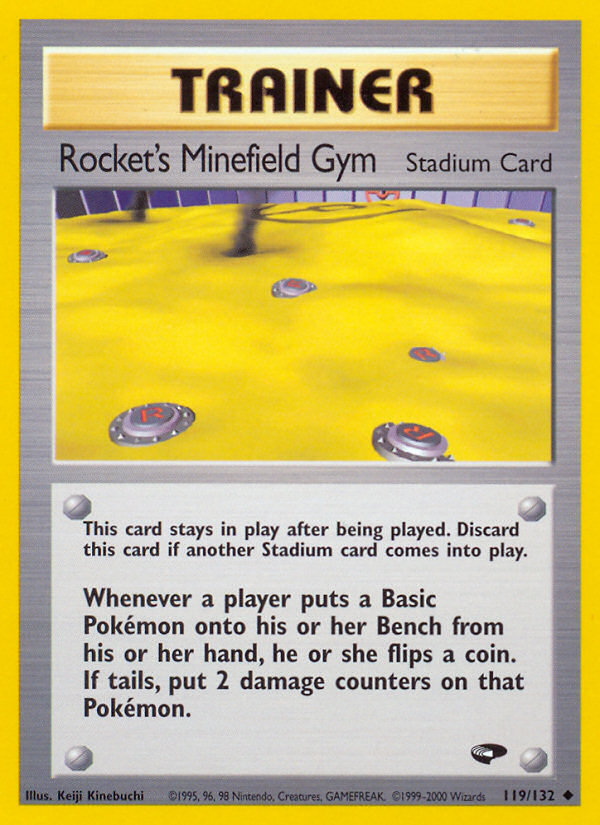 TRAINER
Rocket's Minefield Gym Stadium Card
R
R
This card stays in play after being played. Discard
this card if another Stadium card comes into play.
Whenever a player puts a Basic
Pokémon onto his or her Bench from
his or her hand, he or she flips a coin.
If tails, put 2 damage counters on that
Pokémon.
Illus. Keiji Kinebuchi ©1995, 96, 98 Nintendo, Creatures, GAMEFREAK. ©1999-2000 Wizards 119/132